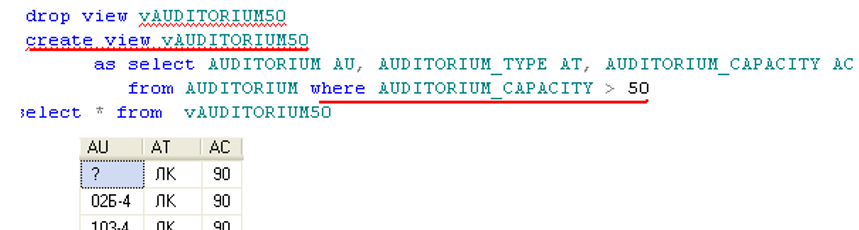 drop view vAUDITORIUM50
create view vAUDITORIUM50
as select AUDITORIUM AU, AUDITORIUM_TYPE AT, AUDITORIUM_CAPACITY AC
from AUDITORIUM where AUDITORIUM_CAPACITY > 50
select * from vAUDITORIUM50
AU AT AC
? ЛК 90
02Б-4 ЛК 90
103-4 ЛК 90